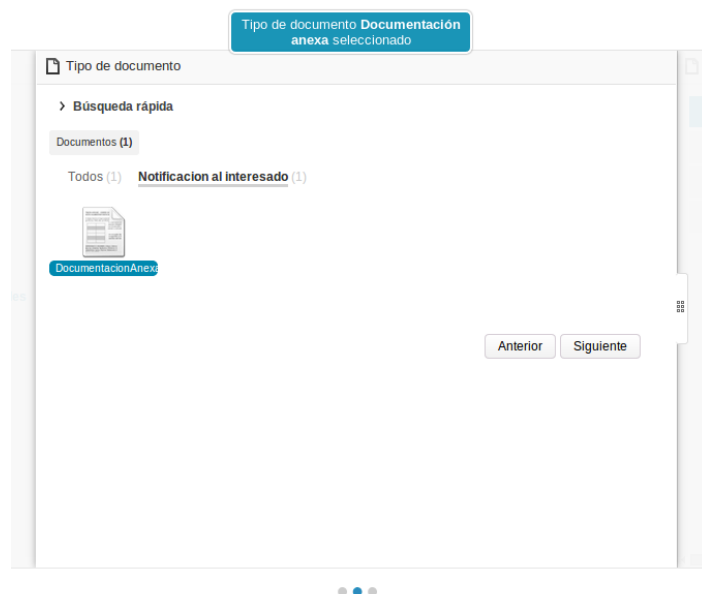 Tipo de documento Documentación
anexa seleccionado
Tipo de documento
Búsqueda rápida
Documentos (1)
Todos (1) Notificacion al interesado (1)
DocumentacionAnexa
Anterior Siguiente